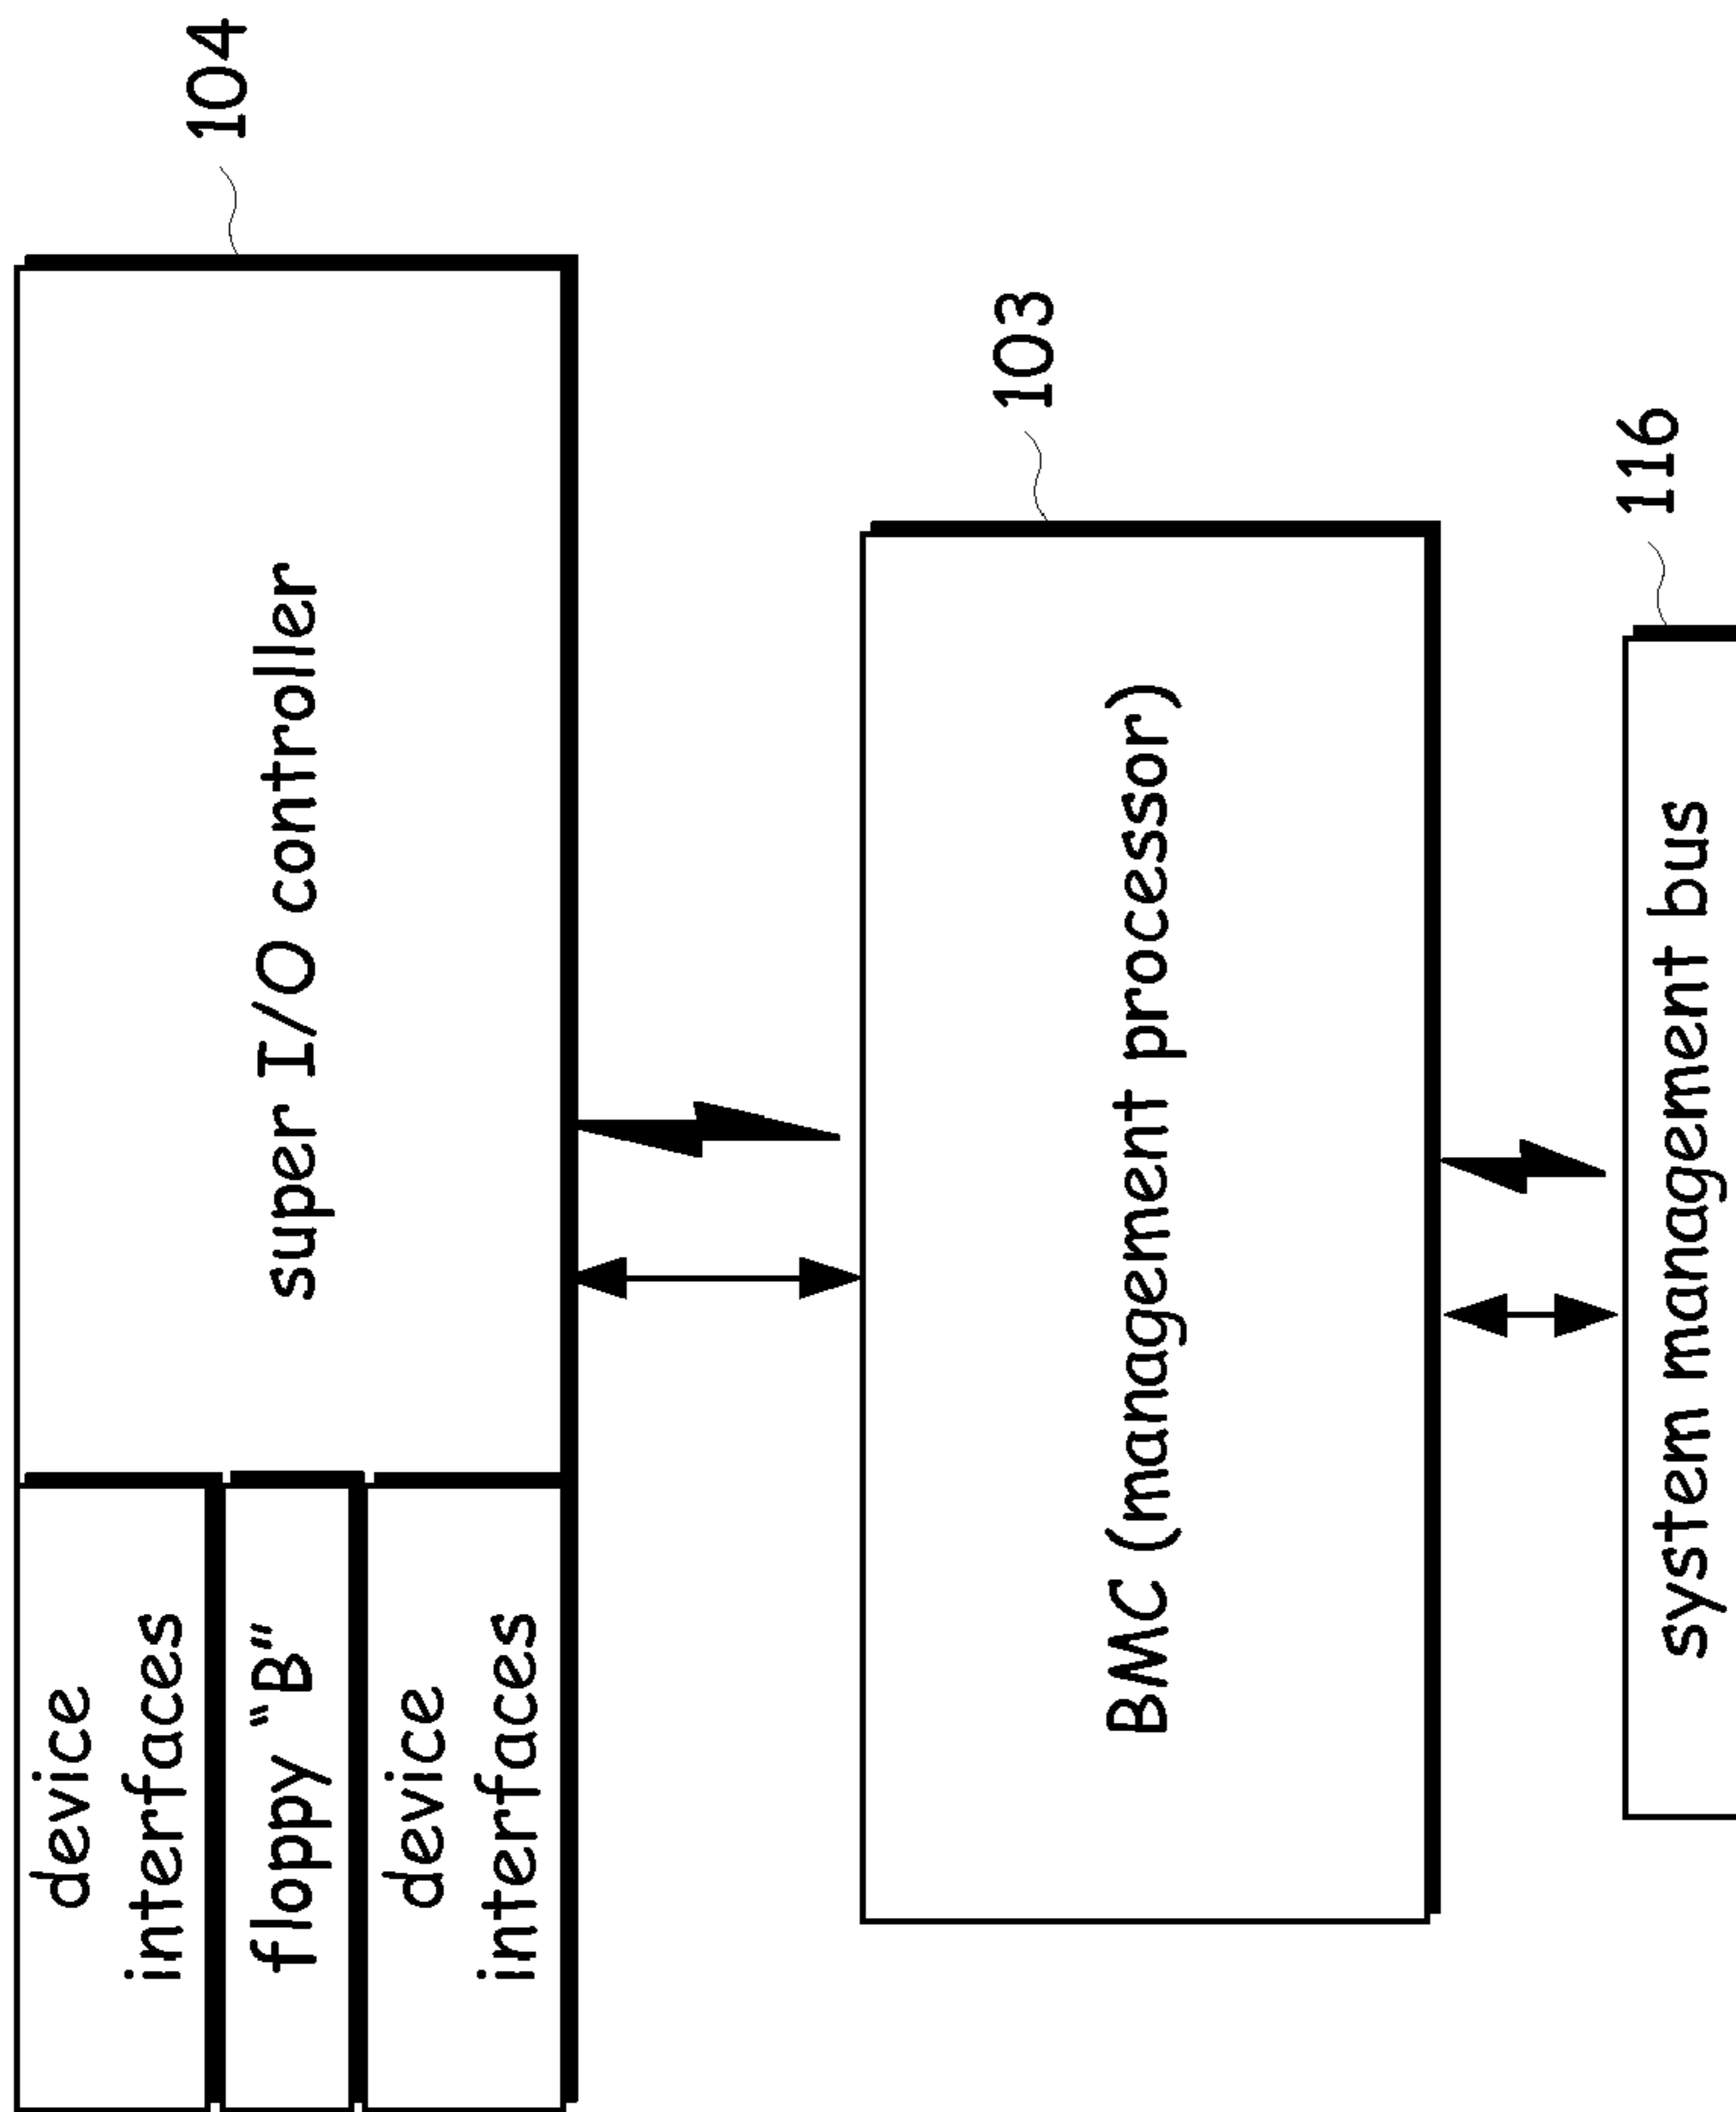 104
super I/O controller
device
interfaces
floppy "B"
device
interfaces
103
BMC (management processor)
116
system management bus